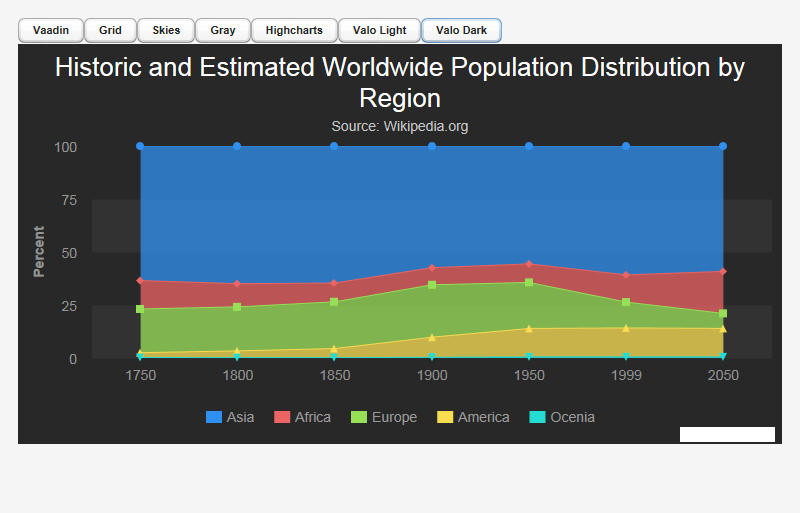 Vaadin Grid Skies Gray Highcharts Valo Light Valo Dark
Historic and Estimated Worldwide Population Distribution by
Region
Source: Wikipedia.org
Percent
100
75
50
25
0
1750 1800 1850 1900 1950 1999 2050
Asia Africa Europe America Ocenia